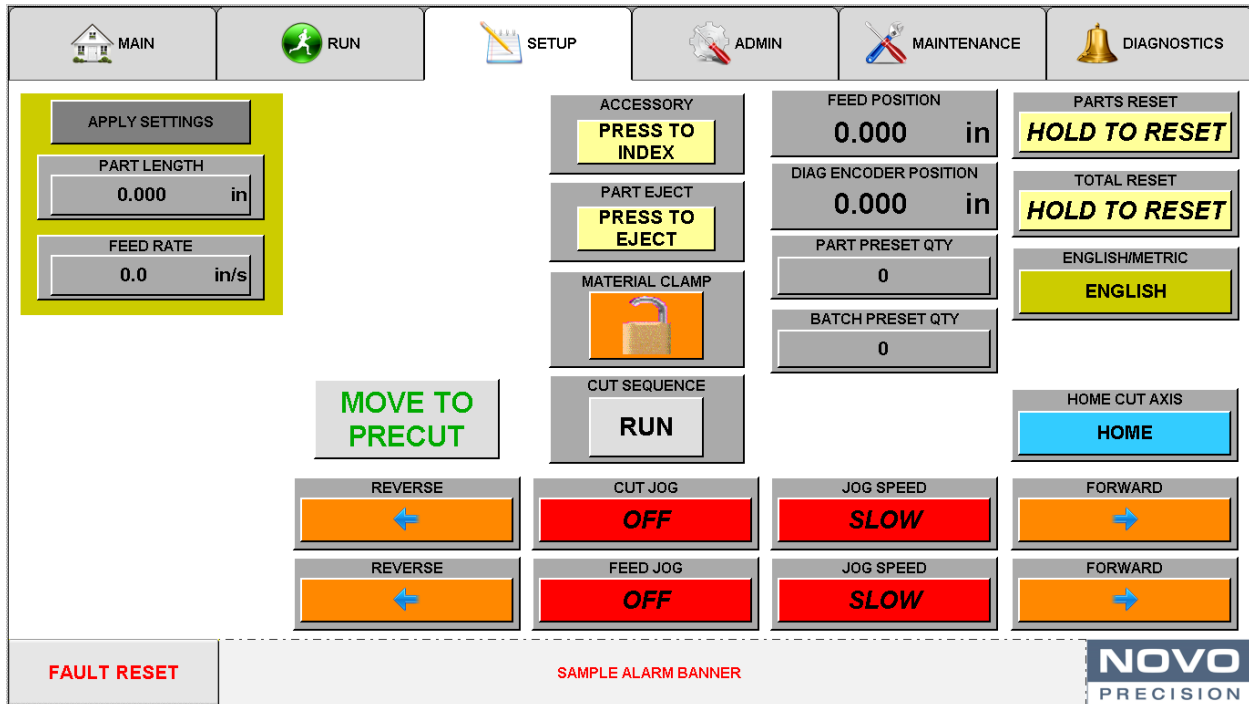 MAIN
RUN
SETUP
ADMIN
MAINTENANCE
DIAGNOSTICS
APPLY SETTINGS
PART LENGTH
0.000 in
FEED RATE
0.0 in/s
ACCESSORY
PRESS TO
INDEX
PART EJECT
PRESS TO
EJECT
MATERIAL CLAMP
CUT SEQUENCE
RUN
FEED POSITION
0.000 in
DIAG ENCODER POSITION
0.000 in
PART PRESET QTY
0
BATCH PRESET QTY
0
PARTS RESET
HOLD TO RESET
TOTAL RESET
HOLD TO RESET
ENGLISH/METRIC
ENGLISH
MOVE TO
PRECUT
HOME CUT AXIS
HOME
REVERSE
CUT JOG
OFF
JOG SPEED
SLOW
FORWARD
REVERSE
FEED JOG
OFF
JOG SPEED
SLOW
FORWARD
FAULT RESET
SAMPLE ALARM BANNER
NOVO
PRECISION